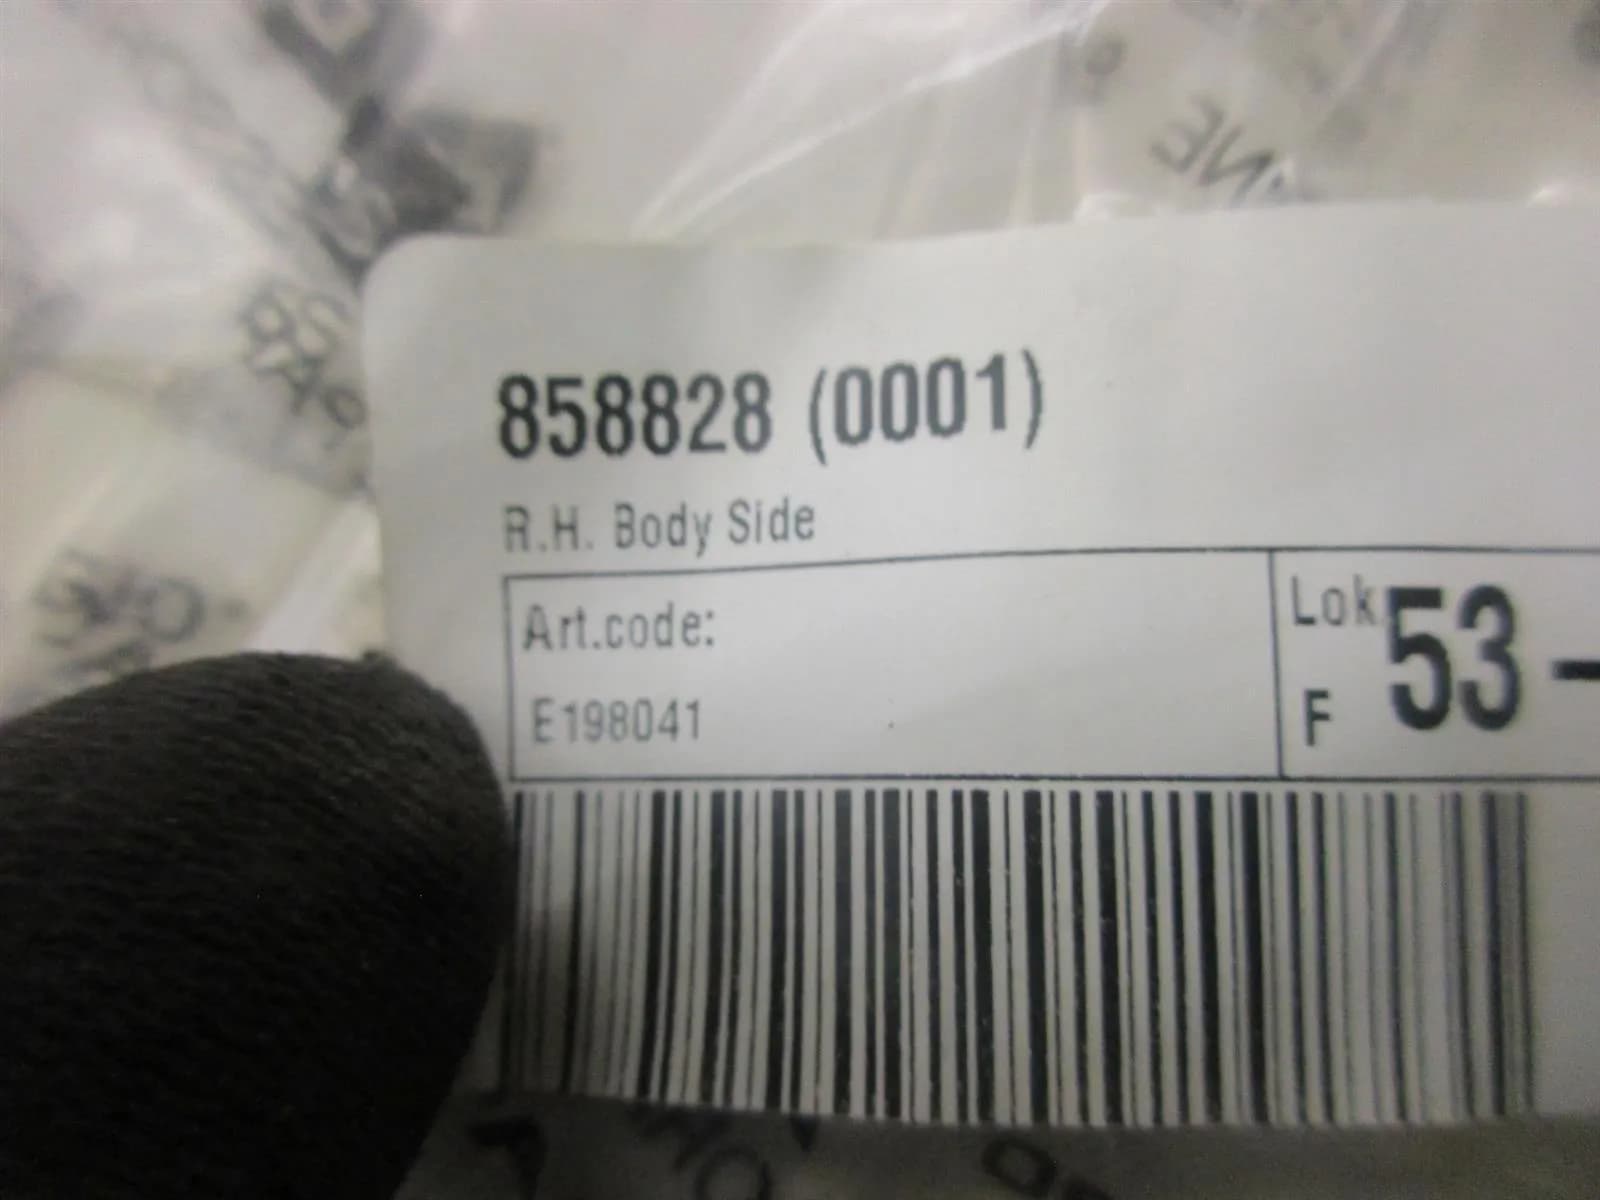 858828 (0001)
R.H. Body Side
Art.code:
E198041
Lok
F 53 -